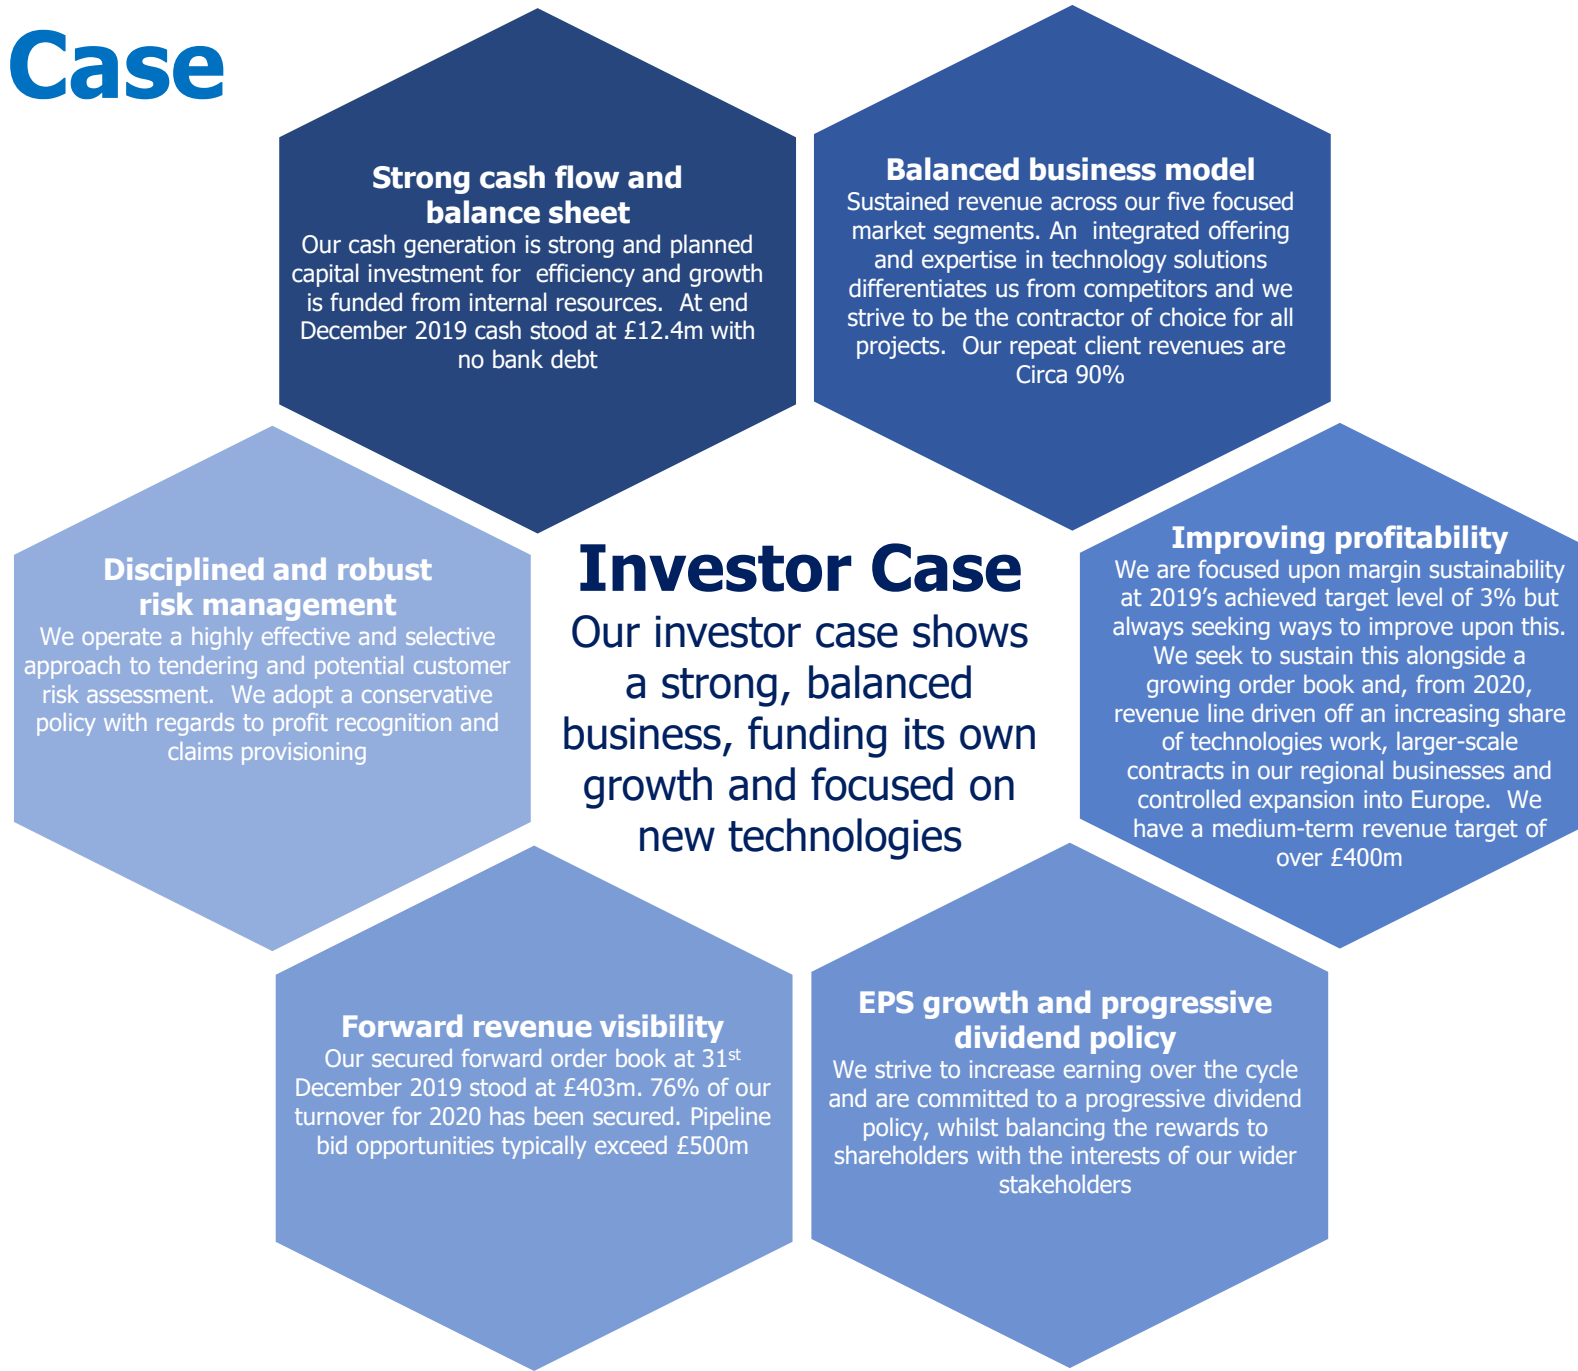 Case
Strong cash flow and
balance sheet
Our cash generation is strong and planned
capital investment for  efficiency and growth
is funded from internal resources.  At end
December 2019 cash stood at £12.4m with
no bank debt
Balanced business model
Sustained revenue across our five focused
market segments. An  integrated offering
and expertise in technology solutions
differentiates us from competitors and we
strive to be the contractor of choice for all
projects.  Our repeat client revenues are
Circa 90%
Disciplined and robust
risk management
We operate a highly effective and selective
approach to tendering and potential customer
risk assessment.  We adopt a conservative
policy with regards to profit recognition and
claims provisioning
Investor Case
Our investor case shows
a strong, balanced
business, funding its own
growth and focused on
new technologies
Improving profitability
We are focused upon margin sustainability
at 2019’s achieved target level of 3% but
always seeking ways to improve upon this.
We seek to sustain this alongside a
growing order book and, from 2020,
revenue line driven off an increasing share
of technologies work, larger-scale
contracts in our regional businesses and
controlled expansion into Europe.  We
have a medium-term revenue target of
over £400m
Forward revenue visibility
Our secured forward order book at 31st
December 2019 stood at £403m. 76% of our
turnover for 2020 has been secured. Pipeline
bid opportunities typically exceed £500m
EPS growth and progressive
dividend policy
We strive to increase earning over the cycle
and are committed to a progressive dividend
policy, whilst balancing the rewards to
shareholders with the interests of our wider
stakeholders